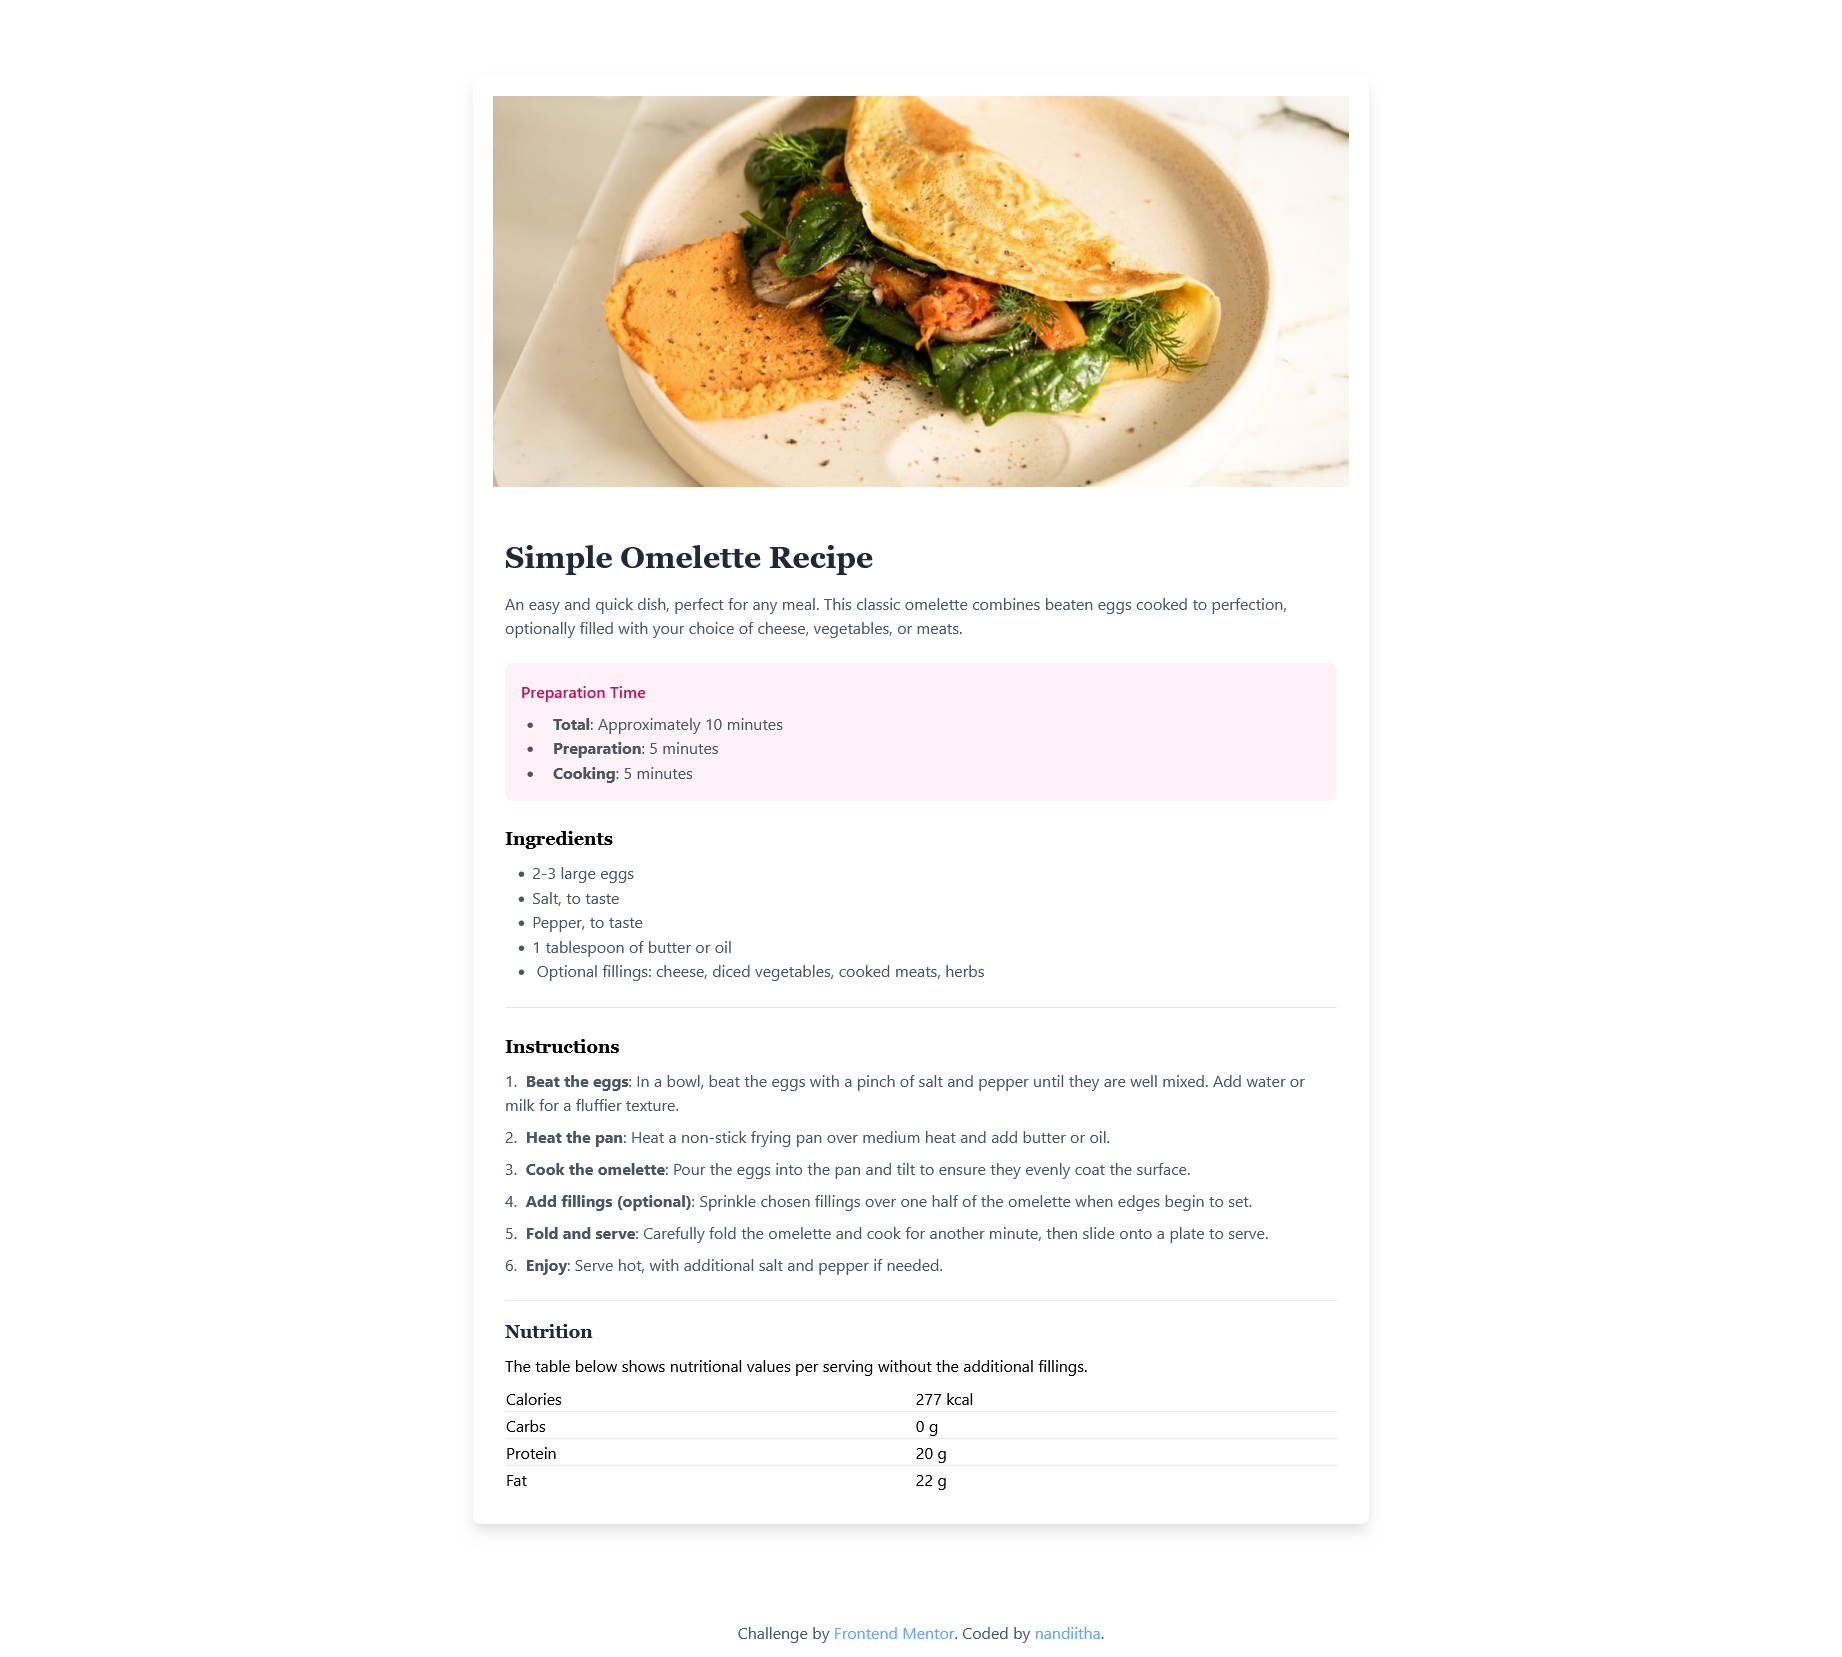 Simple Omelette Recipe
An easy and quick dish, perfect for any meal. This classic omelette combines beaten eggs cooked to perfection,
optionally filled with your choice of cheese, vegetables, or meats.
Preparation Time
• Total: Approximately 10 minutes
• Preparation: 5 minutes
• Cooking: 5 minutes
Ingredients
• 2-3 large eggs
• Salt, to taste
• Pepper, to taste
• 1 tablespoon of butter or oil
• Optional fillings: cheese, diced vegetables, cooked meats, herbs
Instructions
1. Beat the eggs: In a bowl, beat the eggs with a pinch of salt and pepper until they are well mixed. Add water or
milk for a fluffier texture.
2. Heat the pan: Heat a non-stick frying pan over medium heat and add butter or oil.
3. Cook the omelette: Pour the eggs into the pan and tilt to ensure they evenly coat the surface.
4. Add fillings (optional): Sprinkle chosen fillings over one half of the omelette when edges begin to set.
5. Fold and serve: Carefully fold the omelette and cook for another minute, then slide onto a plate to serve.
6. Enjoy: Serve hot, with additional salt and pepper if needed.
Nutrition
The table below shows nutritional values per serving without the additional fillings.
Calories 277 kcal
Carbs 0 g
Protein 20 g
Fat 22 g
Challenge by Frontend Mentor. Coded by nandiitha.